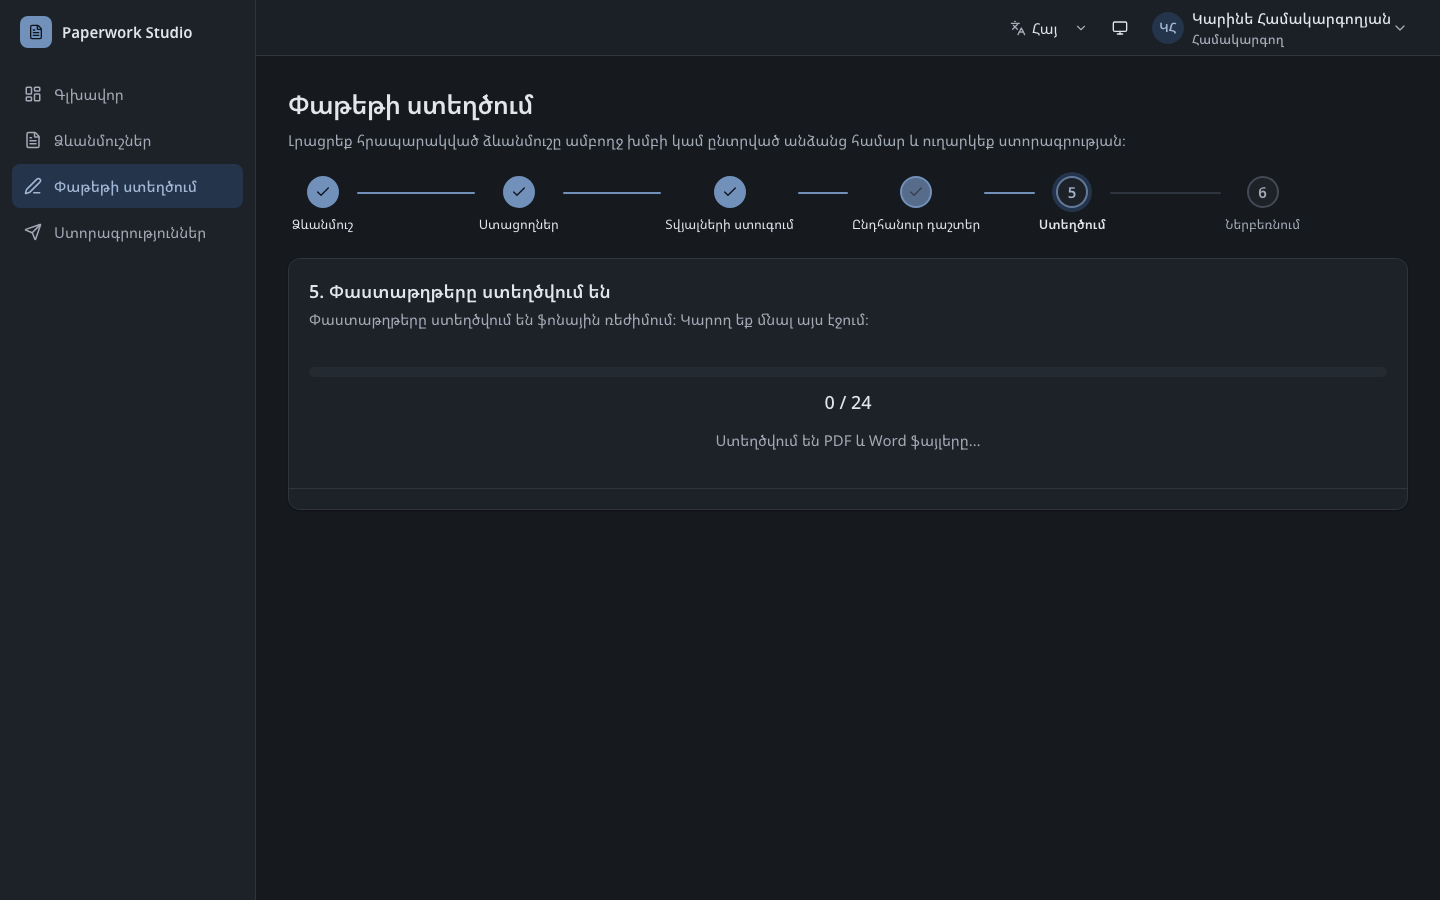 Paperwork Studio
Հայ
ԿՀ
Կարինե Համակարգողյան
Համակարգող
Գլխավոր
Ձևանմուշներ
Փաթեթի ստեղծում
Ստորագրություններ
Փաթեթի ստեղծում
Լրացրեք հրապարակված ձևանմուշը ամբողջ խմբի կամ ընտրված անձանց համար և ուղարկեք ստորագրության:
5
6
Ձևանմուշ
Ստացողներ
Տվյալների ստուգում
Ընդհանուր դաշտեր
Ստեղծում
Ներբեռնում
5. Փաստաթղթերը ստեղծվում են
Փաստաթղթերը ստեղծվում են ֆոնային ռեժիմում: Կարող եք մնալ այս էջում:
0 / 24
Ստեղծվում են PDF և Word ֆայլերը...